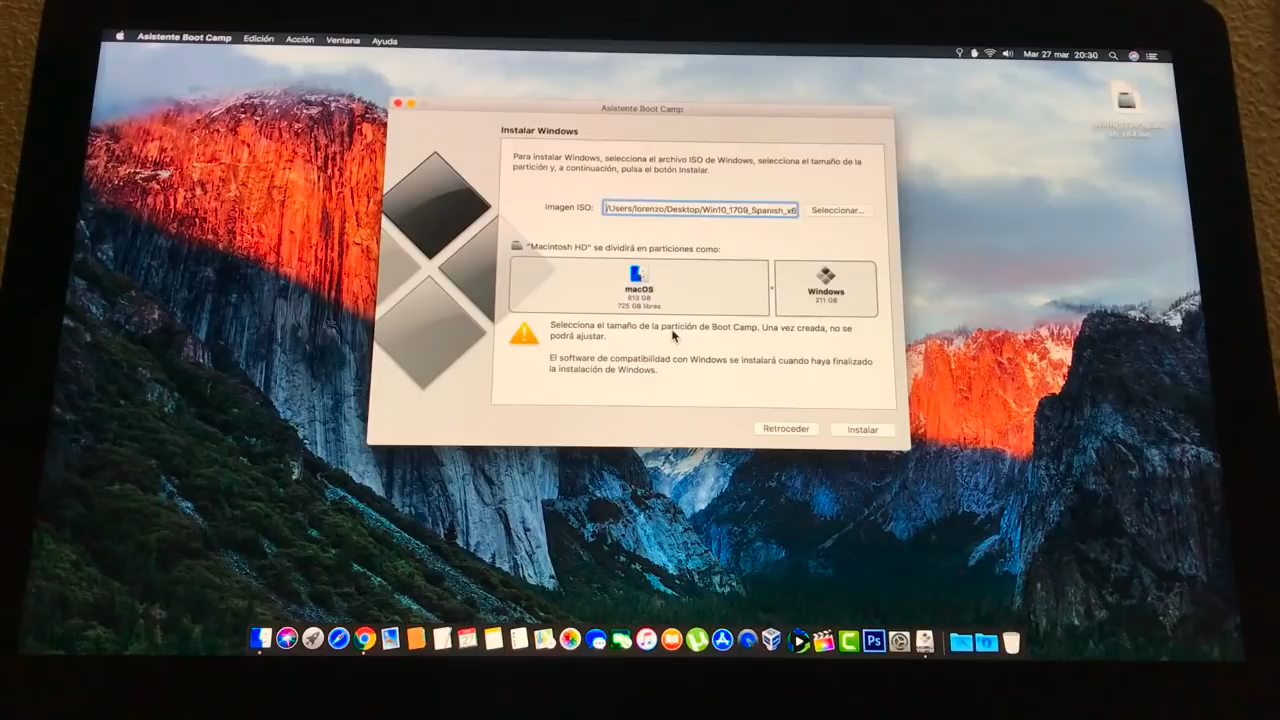 Asistente Boot Camp Edición Acción Ventana Ayuda
Mar 27 mar 20:30
Asistente Boot Camp
Instalar Windows
Para instalar Windows, selecciona el archivo ISO de Windows, selecciona el tamaño de la
partición y, a continuación, pulsa el botón Instalar.
Imagen ISO: /Users/lorenzo/Desktop/Win10_1709_Spanish_x6 Seleccionar...
"Macintosh HD" se dividirá en particiones como:
macOS
813 GB
725 GB libres
Windows
211 GB
Selecciona el tamaño de la partición de Boot Camp. Una vez creada, no se
podrá ajustar.
El software de compatibilidad con Windows se instalará cuando haya finalizado
la instalación de Windows.
Retroceder Instalar
27
Ps